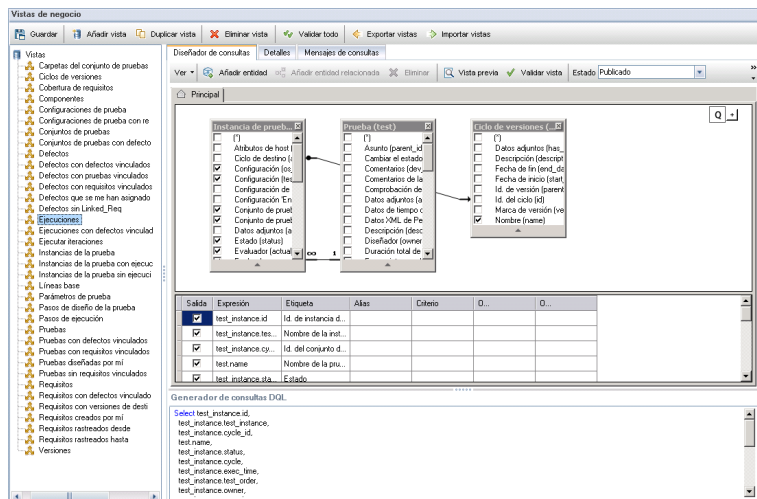 Vistas de negocio
Guardar Añadir vista Duplicar vista Eliminar vista Validar todo Exportar vistas Importar vistas
Vistas
Carpetas del conjunto de pruebas
Ciclos de versiones
Cobertura de requisitos
Componentes
Configuraciones de prueba
Configuraciones de prueba con re
Conjuntos de pruebas
Conjuntos de pruebas con defecto
Defectos
Defectos con defectos vinculados
Defectos con pruebas vinculados
Defectos con requisitos vinculados
Defectos que se me han asignado
Defectos sin Linked_Req
Ejecuciones
Ejecuciones con defectos vinculad
Ejecutar iteraciones
Instancias de la prueba
Instancias de la prueba con ejecuc
Instancias de la prueba sin ejecuci
Líneas base
Parámetros de prueba
Pasos de diseño de la prueba
Pasos de ejecución
Pruebas
Pruebas con defectos vinculados
Pruebas con requisitos vinculados
Pruebas diseñadas por mí
Pruebas sin requisitos vinculados
Requisitos
Requisitos con defectos vinculado
Requisitos con versiones de desti
Requisitos creados por mí
Requisitos rastreados desde
Requisitos rastreados hasta
Versiones
Diseñador de consultas Detalles Mensajes de consultas
Ver Añadir entidad Añadir entidad relacionada Eliminar Vista previa Validar vista Estado Publicado
Principal
Q
Instancia de prueb...
(*)
Atributos de host (
Ciclo de destino (a
Configuración (os_
Configuración (tes
Configuración de
Configuración 'En
Conjunto de prueb
Conjunto de prueb
Datos adjuntos (a
Estado (status)
Evaluador (actual_
Prueba (test)
(*)
Asunto (parent_id
Cambiar el estado
Comentarios (dev_
Comentarios de la
Comprobación de
Datos adjuntos (a
Datos de tiempo d
Datos XML de Pe
Descripción (desc
Diseñador (owner
Duración total de
Ciclo de versiones (...
(*)
Datos adjuntos (has_
Descripción (descript
Fecha de fin (end_da
Fecha de inicio (start_
Id. de versión (parent
Id. del ciclo (id)
Marca de versión (ve
Nombre (name)
∞ 1
Salida Expresión Etiqueta Alias Criterio O... O...
test_instance.id Id. de instancia d...
test_instance.tes... Nombre de la inst...
test_instance.cy... Id. del conjunto d...
test.name Nombre de la pru...
test_instance.sta... Estado
Generador de consultas DQL
Select test_instance.id,
test_instance.test_instance,
test_instance.cycle_id,
test.name,
test_instance.status,
test_instance.cycle,
test_instance.exec_time,
test_instance.test_order,
test_instance.owner,